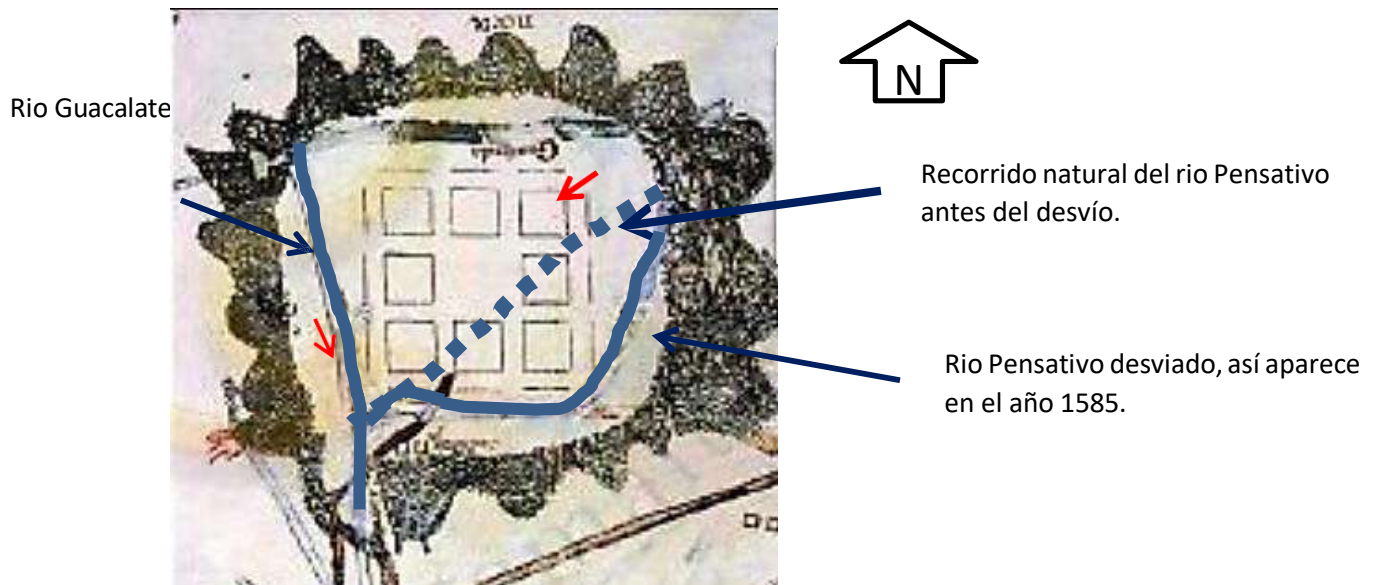 N
Rio Guacalate
Recorrido natural del rio Pensativo
antes del desvío.
Rio Pensativo desviado, así aparece
en el año 1585.